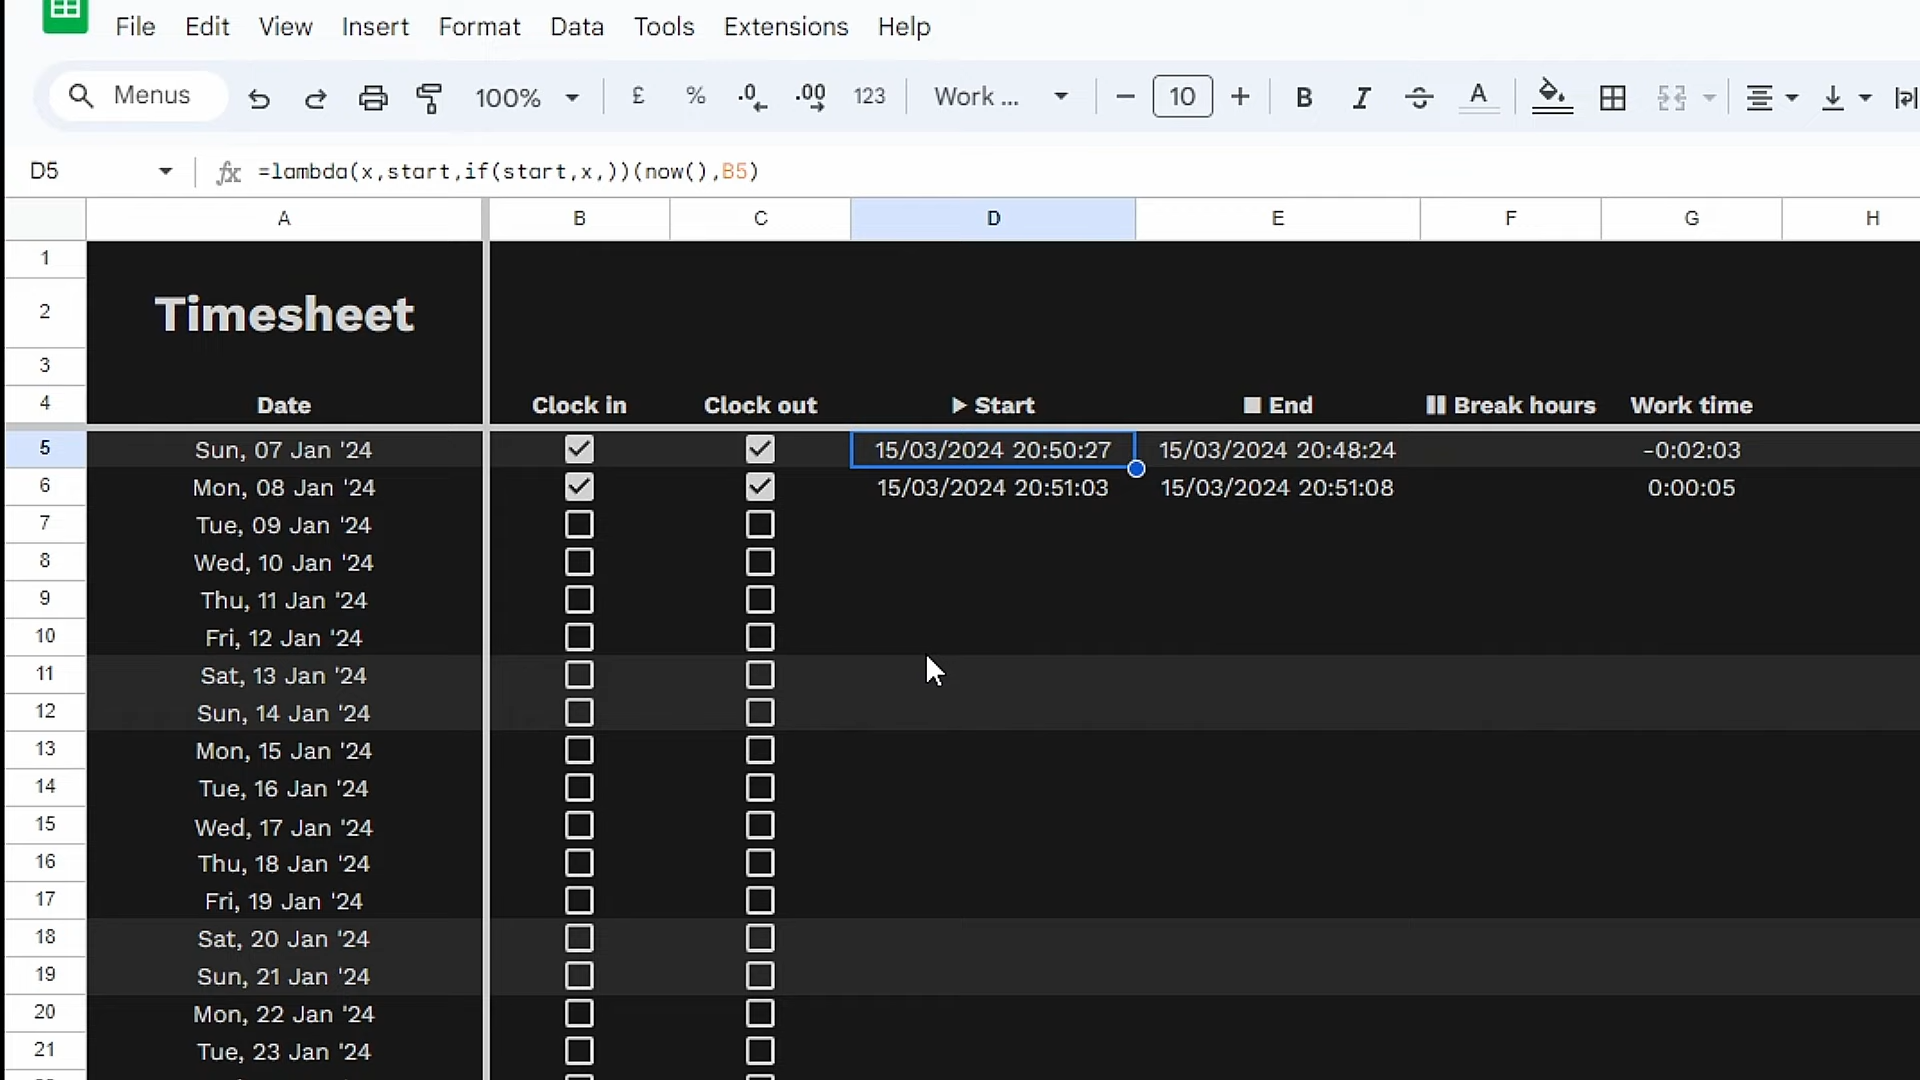 File Edit View Insert Format Data Tools Extensions Help
Menus 100% £ % .0 .00 123 Work ... 10 B I A
D5 fx =lambda(x,start,if(start,x,))(now(),B5)
A B C D E F G H
1
2 Timesheet
3
4 Date Clock in Clock out Start End Break hours Work time
5 Sun, 07 Jan '24 15/03/2024 20:50:27 15/03/2024 20:48:24 -0:02:03
6 Mon, 08 Jan '24 15/03/2024 20:51:03 15/03/2024 20:51:08 0:00:05
7 Tue, 09 Jan '24
8 Wed, 10 Jan '24
9 Thu, 11 Jan '24
10 Fri, 12 Jan '24
11 Sat, 13 Jan '24
12 Sun, 14 Jan '24
13 Mon, 15 Jan '24
14 Tue, 16 Jan '24
15 Wed, 17 Jan '24
16 Thu, 18 Jan '24
17 Fri, 19 Jan '24
18 Sat, 20 Jan '24
19 Sun, 21 Jan '24
20 Mon, 22 Jan '24
21 Tue, 23 Jan '24